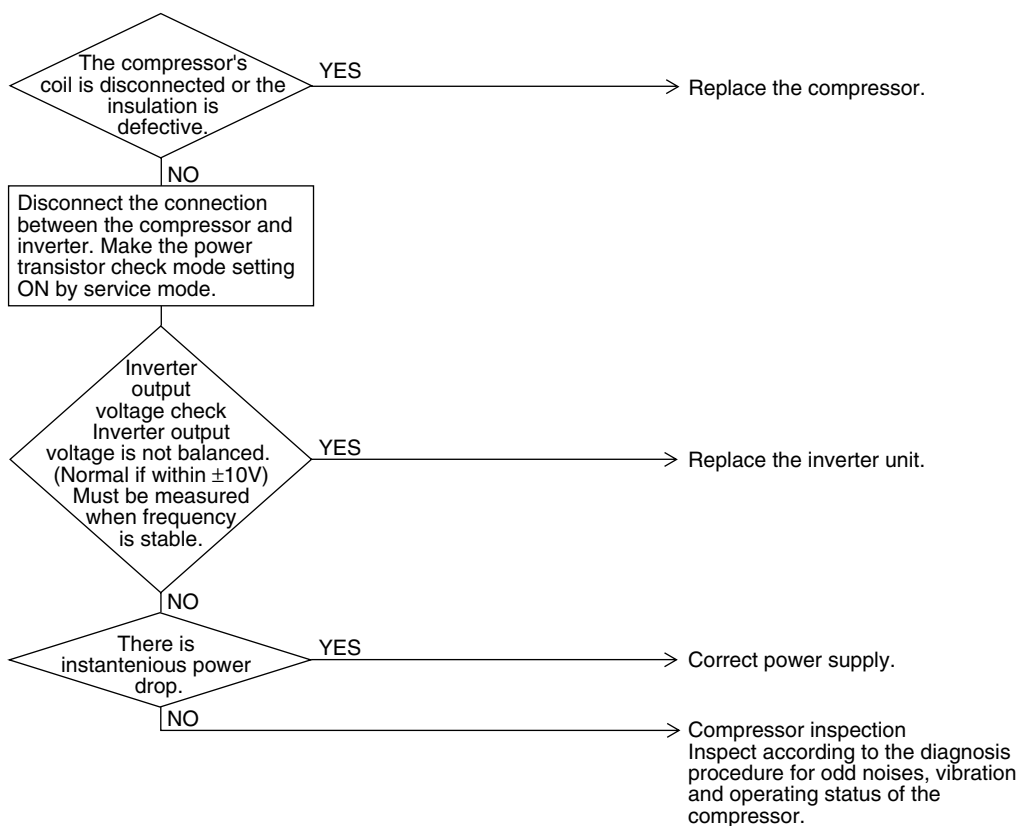 The compressor's
coil is disconnected or the
insulation is
defective.
YES
Replace the compressor.
NO
Disconnect the connection
between the compressor and
inverter. Make the power
transistor check mode setting
ON by service mode.
Inverter
output
voltage check
Inverter output
voltage is not balanced.
(Normal if within ±10V)
Must be measured
when frequency
is stable.
YES
Replace the inverter unit.
NO
There is
instantenious power
drop.
YES
Correct power supply.
NO
Compressor inspection
Inspect according to the diagnosis
procedure for odd noises, vibration
and operating status of the
compressor.